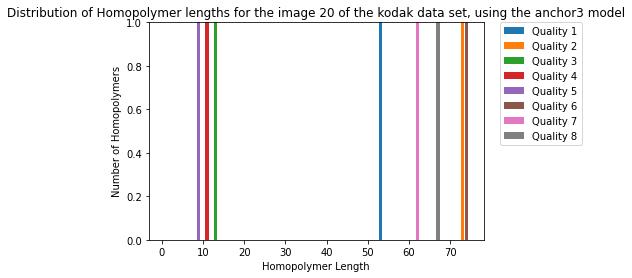 Distribution of Homopolymer lengths for the image 20 of the kodak data set, using the anchor3 model
Number of Homopolymers
1.0
0.8
0.6
0.4
0.2
0.0
0 10 20 30 40 50 60 70
Homopolymer Length
Quality 1
Quality 2
Quality 3
Quality 4
Quality 5
Quality 6
Quality 7
Quality 8